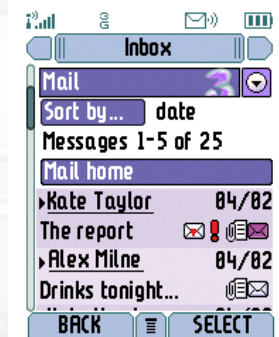 Inbox
Mail 3
Sort by... date
Messages 1-5 of 25
Mail home
Kate Taylor 04/02
The report
Alex Milne 04/02
Drinks tonight...
BACK SELECT